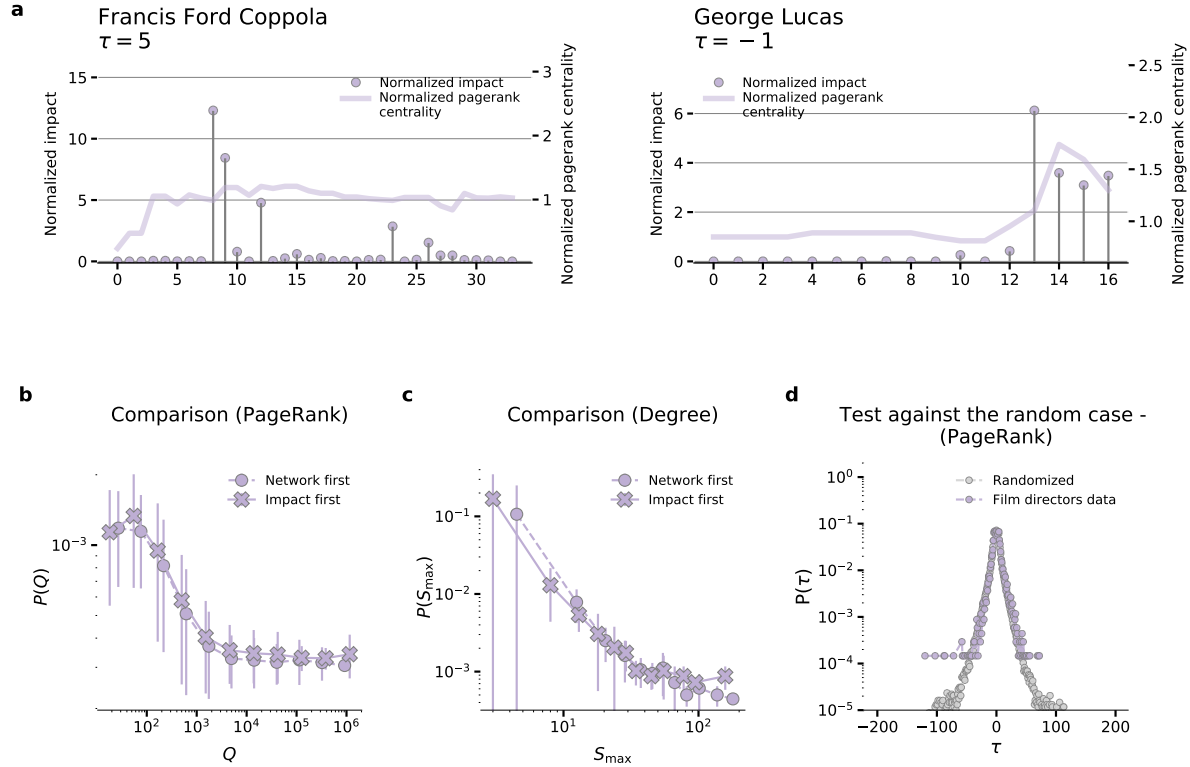 a
Francis Ford Coppola
τ = 5
Normalized impact
15
10
5
0
0 5 10 15 20 25 30
Normalized impact
Normalized pagerank
centrality
3
2
1
Normalized pagerank centrality
George Lucas
τ = − 1
Normalized impact
6
4
2
0
0 2 4 6 8 10 12 14 16
Normalized impact
Normalized pagerank
centrality
2.5
2.0
1.5
1.0
Normalized pagerank centrality
b
Comparison (PageRank)
Network first
Impact first
P(Q)
10⁻³
10² 10³ 10⁴ 10⁵ 10⁶
Q
c
Comparison (Degree)
Network first
Impact first
P(Sₘₐₓ)
10⁻¹
10⁻²
10⁻³
10¹ 10²
Sₘₐₓ
d
Test against the random case -
(PageRank)
Randomized
Film directors data
P(τ)
10⁰
10⁻¹
10⁻²
10⁻³
10⁻⁴
10⁻⁵
−200 −100 0 100 200
τ